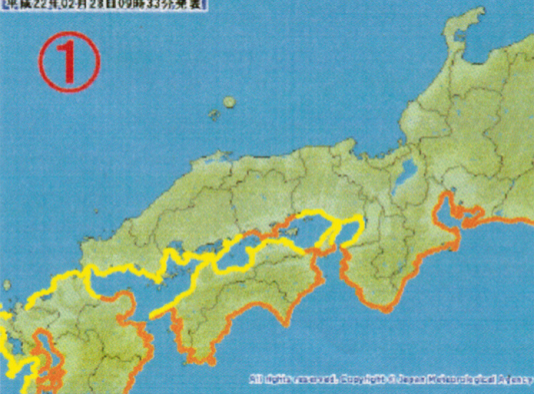 平成22年02月28日09時33分発表
①
All rights reserved. Copyright © Japan Meteorological Agency